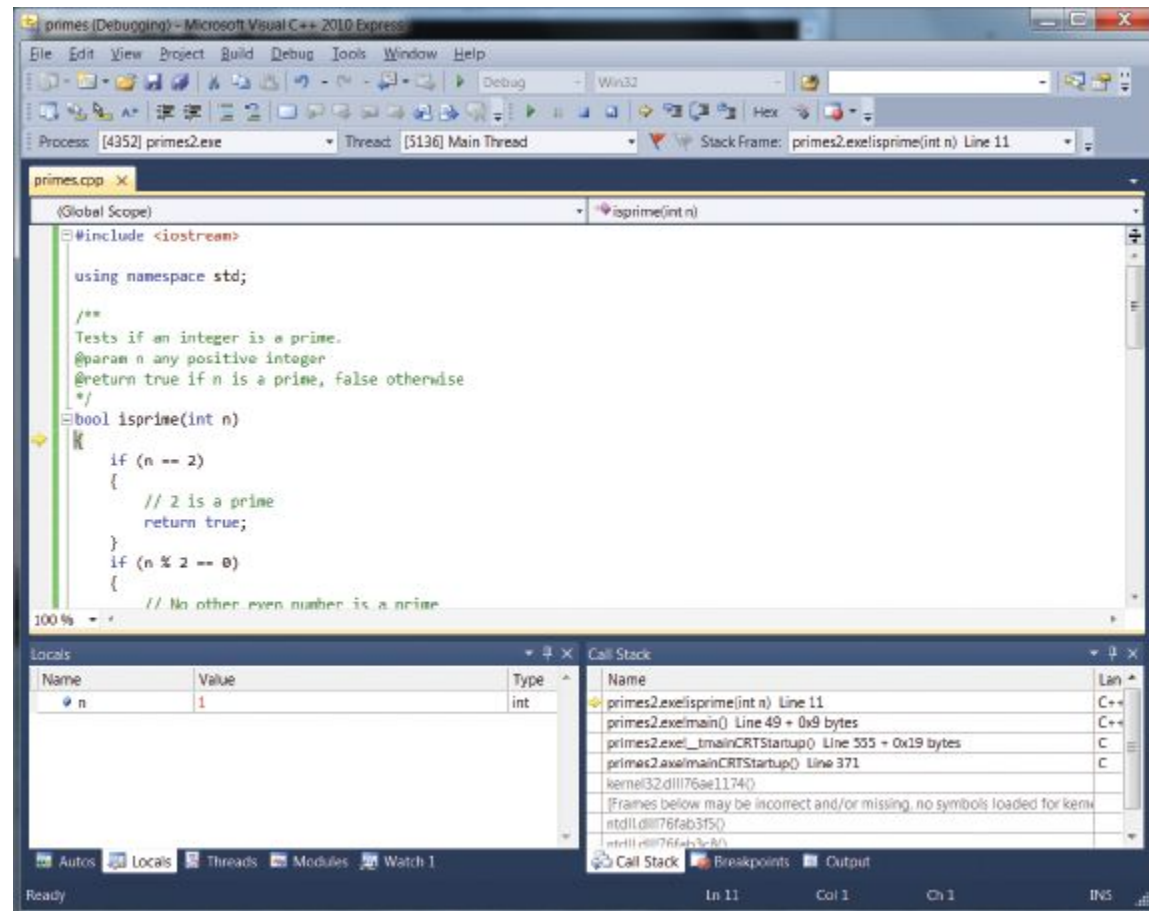 primes (Debugging) - Microsoft Visual C++ 2010 Express
File Edit View Project Build Debug Tools Window Help
Debug Win32
Hex
Process: [4352] primes2.exe Thread: [5136] Main Thread Stack Frame: primes2.exe!isprime(int n) Line 11
primes.cpp
(Global Scope) isprime(int n)
#include <iostream>
using namespace std;
/**
Tests if an integer is a prime.
@param n any positive integer
@return true if n is a prime, false otherwise
*/
bool isprime(int n)
{
if (n == 2)
{
// 2 is a prime
return true;
}
if (n % 2 == 0)
{
// No other even number is a prime
100 %
Locals
Name Value Type
n 1 int
Autos Locals Threads Modules Watch 1
Call Stack
Name Lan
primes2.exe!isprime(int n) Line 11 C++
primes2.exe!main() Line 49 + 0x9 bytes C++
primes2.exe!__tmainCRTStartup() Line 555 + 0x19 bytes C
primes2.exe!mainCRTStartup() Line 371 C
kernel32.dll!76ae1174()
[Frames below may be incorrect and/or missing, no symbols loaded for kerne
ntdll.dll!76fab3f5()
ntdll.dll!76fab3c8()
Call Stack Breakpoints Output
Ready Ln 11 Col 1 Ch 1 INS